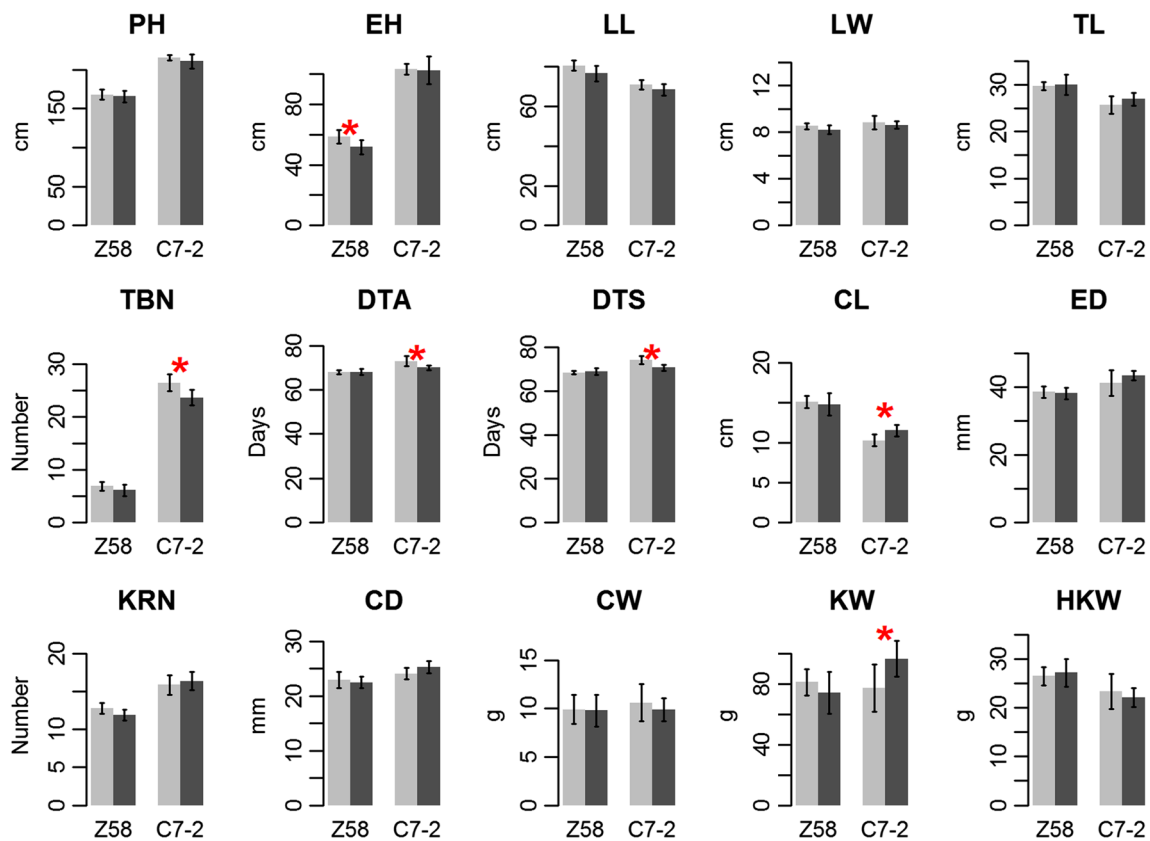 PH EH LL LW TL
cm 0 50 150
cm 0 40 80
cm 0 20 60
cm 0 4 8 12
cm 0 10 20 30
Z58 C7-2 Z58 C7-2 Z58 C7-2 Z58 C7-2 Z58 C7-2
*
TBN DTA DTS CL ED
Number 0 10 20 30
Days 0 20 40 60 80
Days 0 20 40 60 80
cm 0 5 10 15 20
mm 0 20 40
Z58 C7-2 Z58 C7-2 Z58 C7-2 Z58 C7-2 Z58 C7-2
* * * *
KRN CD CW KW HKW
Number 0 5 10 15 20
mm 0 10 20 30
g 0 5 10 15
g 0 40 80
g 0 10 20 30
Z58 C7-2 Z58 C7-2 Z58 C7-2 Z58 C7-2 Z58 C7-2
*